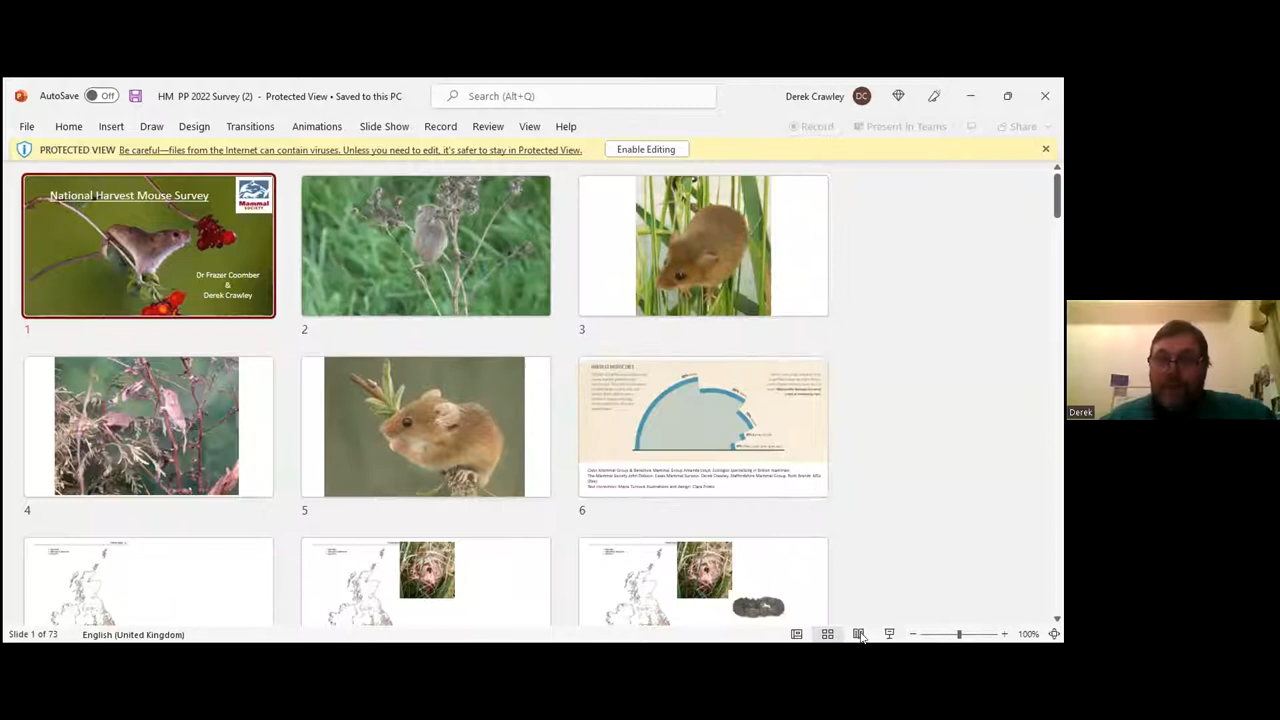 AutoSave Off HM PP 2022 Survey (2) - Protected View • Saved to this PC Search (Alt+Q) Derek Crawley DC
File Home Insert Draw Design Transitions Animations Slide Show Record Review View Help Record Present in Teams Share
PROTECTED VIEW Be careful—files from the Internet can contain viruses. Unless you need to edit, it's safer to stay in Protected View. Enable Editing
National Harvest Mouse Survey
Mammal
SOCIETY
Dr Frazer Coomber
&
Derek Crawley
1 2 3
4 5 6
Derek
Slide 1 of 73 English (United Kingdom) 100%